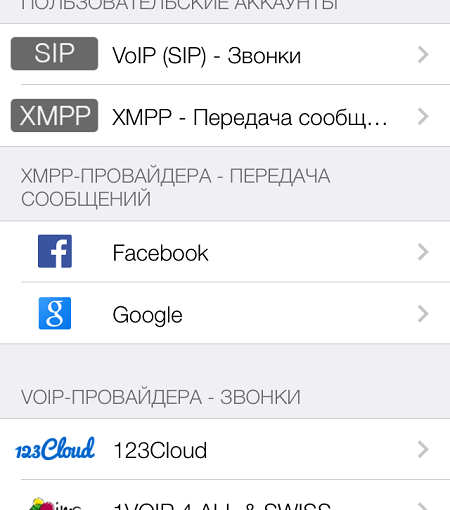 ПОЛЬЗОВАТЕЛЬСКИЕ АККАУНТЫ
SIP VoIP (SIP) - Звонки
XMPP XMPP - Передача сообщ...
XMPP-ПРОВАЙДЕРА - ПЕРЕДАЧА
СООБЩЕНИЙ
f Facebook
g Google
VOIP-ПРОВАЙДЕРА - ЗВОНКИ
123Cloud 123Cloud
1VOIP 4 ALL & SWISS